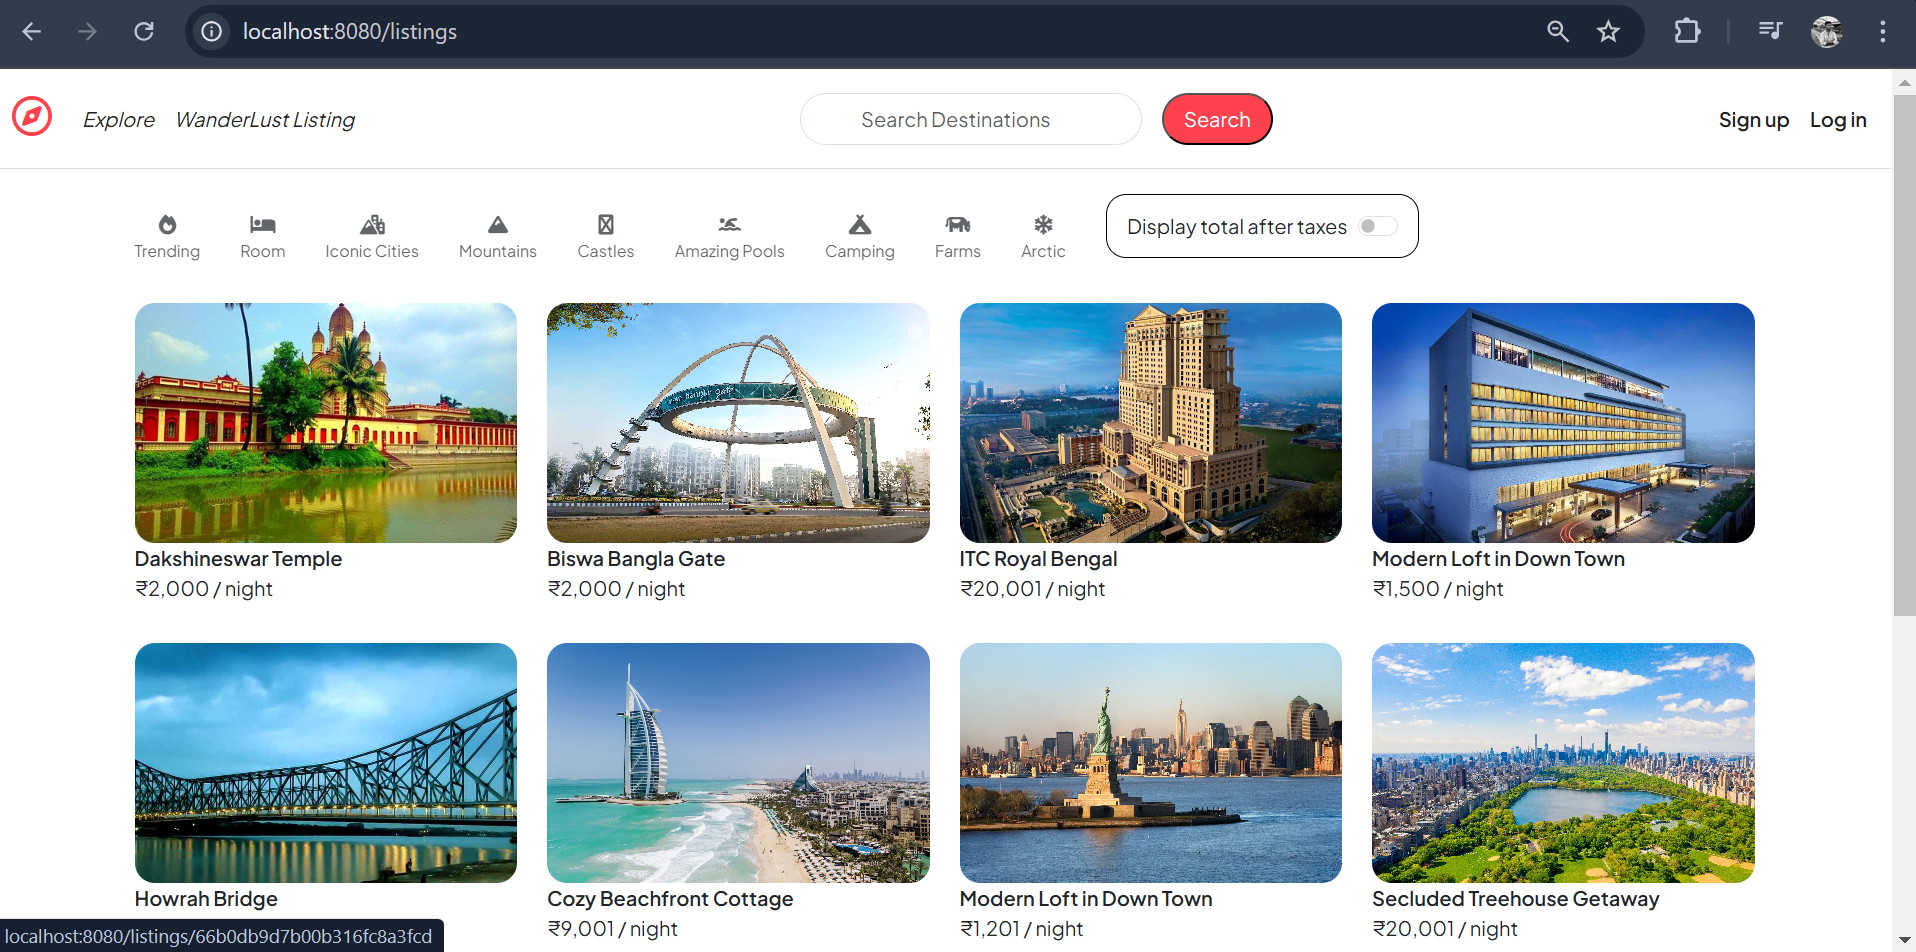 localhost:8080/listings
Explore WanderLust Listing
Search Destinations
Search
Sign up Log in
Trending
Room
Iconic Cities
Mountains
Castles
Amazing Pools
Camping
Farms
Arctic
Display total after taxes
biswa bangla gate
Dakshineswar Temple
₹2,000 / night
Biswa Bangla Gate
₹2,000 / night
ITC Royal Bengal
₹20,001 / night
Modern Loft in Down Town
₹1,500 / night
Howrah Bridge
Cozy Beachfront Cottage
₹9,001 / night
Modern Loft in Down Town
₹1,201 / night
Secluded Treehouse Getaway
₹20,001 / night
localhost:8080/listings/66b0db9d7b00b316fc8a3fcd